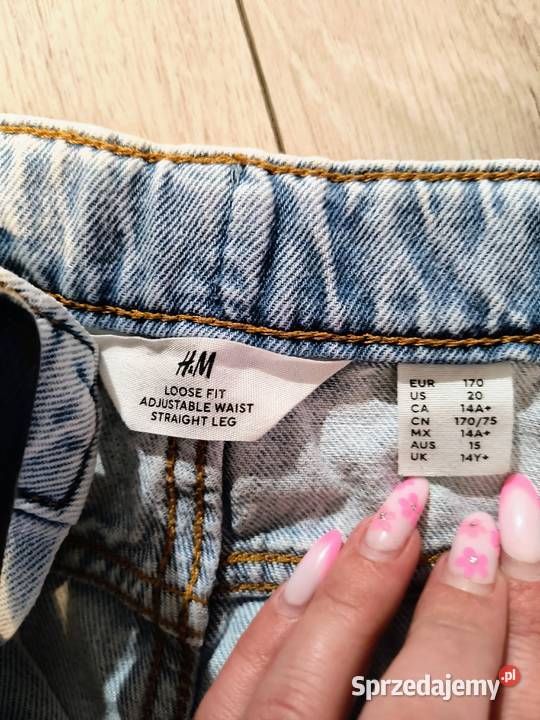 H&M
LOOSE FIT
ADJUSTABLE WAIST
STRAIGHT LEG
EUR 170
US 20
CA 14A+
CN 170/75
MX 14A+
AUS 15
UK 14Y+
Sprzedajemy.pl